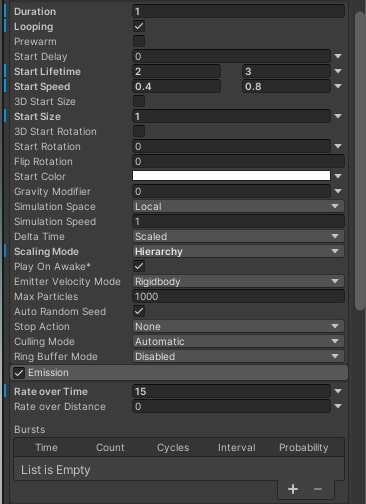 Duration 1
Looping
Prewarm
Start Delay 0
Start Lifetime 2 3
Start Speed 0.4 0.8
3D Start Size
Start Size 1
3D Start Rotation
Start Rotation 0
Flip Rotation 0
Start Color
Gravity Modifier 0
Simulation Space Local
Simulation Speed 1
Delta Time Scaled
Scaling Mode Hierarchy
Play On Awake*
Emitter Velocity Mode Rigidbody
Max Particles 1000
Auto Random Seed
Stop Action None
Culling Mode Automatic
Ring Buffer Mode Disabled
Emission
Rate over Time 15
Rate over Distance 0
Bursts
Time Count Cycles Interval Probability
List is Empty
+ −